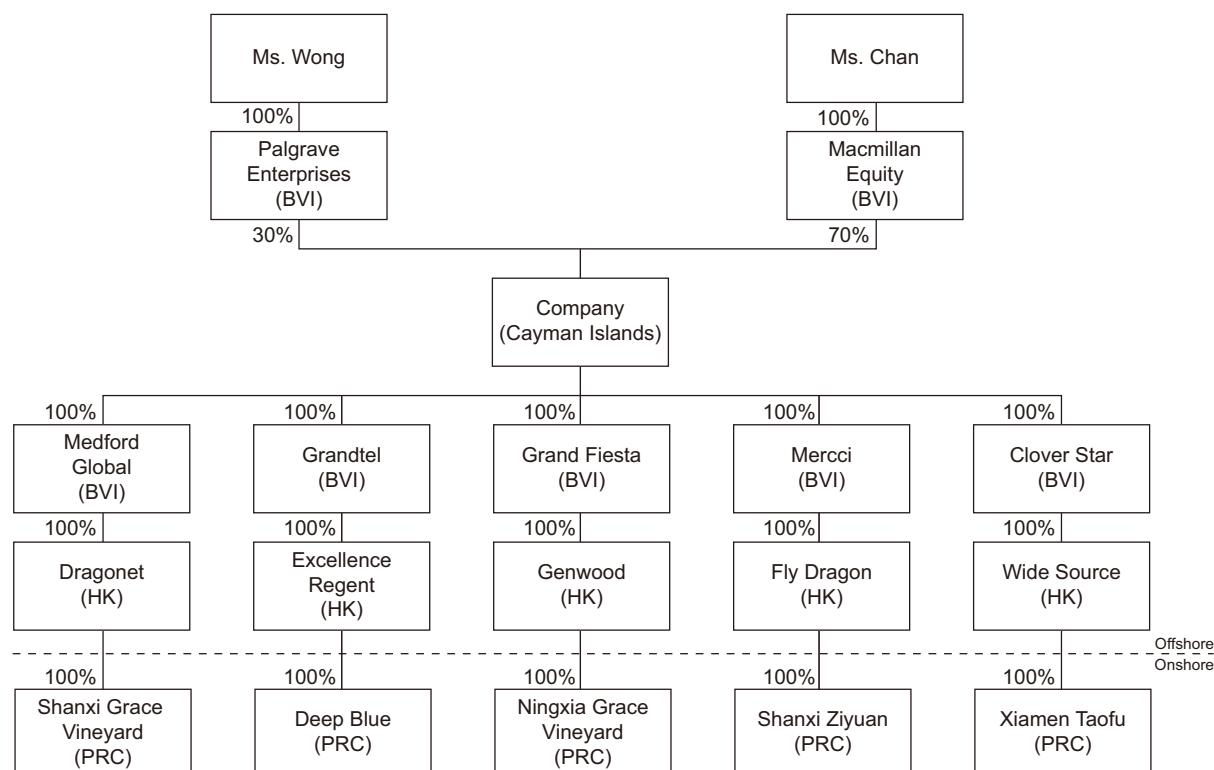 Ms. Wong
Ms. Chan
100%
100%
Palgrave
Enterprises
(BVI)
Macmillan
Equity
(BVI)
30%
70%
Company
(Cayman Islands)
100%
100%
100%
100%
100%
Medford
Global
(BVI)
Grandtel
(BVI)
Grand Fiesta
(BVI)
Mercci
(BVI)
Clover Star
(BVI)
100%
100%
100%
100%
100%
Dragonet
(HK)
Excellence
Regent
(HK)
Genwood
(HK)
Fly Dragon
(HK)
Wide Source
(HK)
Offshore
Onshore
100%
100%
100%
100%
100%
Shanxi Grace
Vineyard
(PRC)
Deep Blue
(PRC)
Ningxia Grace
Vineyard
(PRC)
Shanxi Ziyuan
(PRC)
Xiamen Taofu
(PRC)